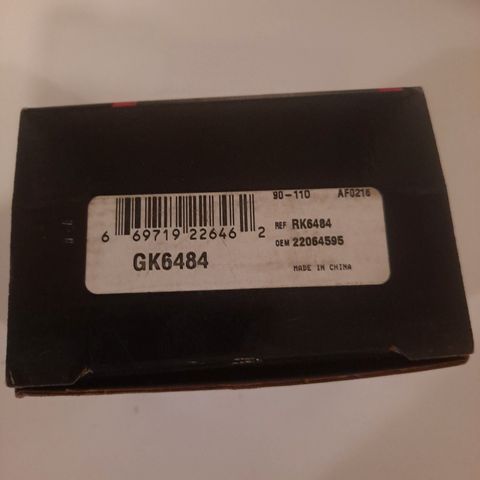 90-110 AF0216
REF RK6484
OEM 22064595
6 69719 22646 2
GK6484
MADE IN CHINA